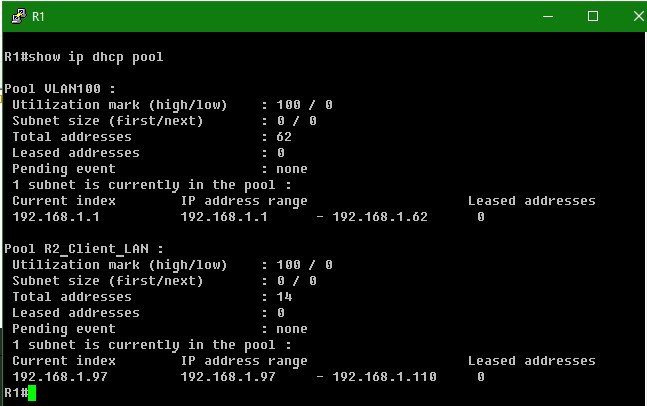 R1
R1#show ip dhcp pool
Pool VLAN100 :
Utilization mark (high/low) : 100 / 0
Subnet size (first/next) : 0 / 0
Total addresses : 62
Leased addresses : 0
Pending event : none
1 subnet is currently in the pool :
Current index IP address range Leased addresses
192.168.1.1 192.168.1.1 - 192.168.1.62 0
Pool R2_Client_LAN :
Utilization mark (high/low) : 100 / 0
Subnet size (first/next) : 0 / 0
Total addresses : 14
Leased addresses : 0
Pending event : none
1 subnet is currently in the pool :
Current index IP address range Leased addresses
192.168.1.97 192.168.1.97 - 192.168.1.110 0
R1#